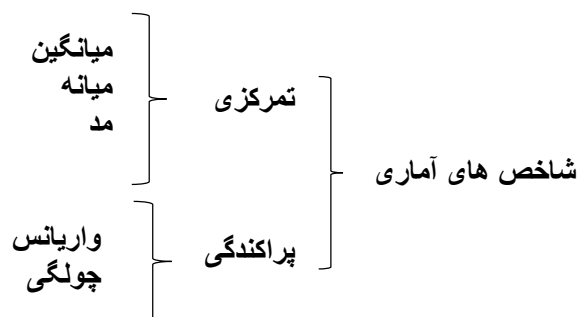 شاخص های آماری
تمرکزی
میانگین
میانه
مد
پراکندگی
واریانس
چولگی